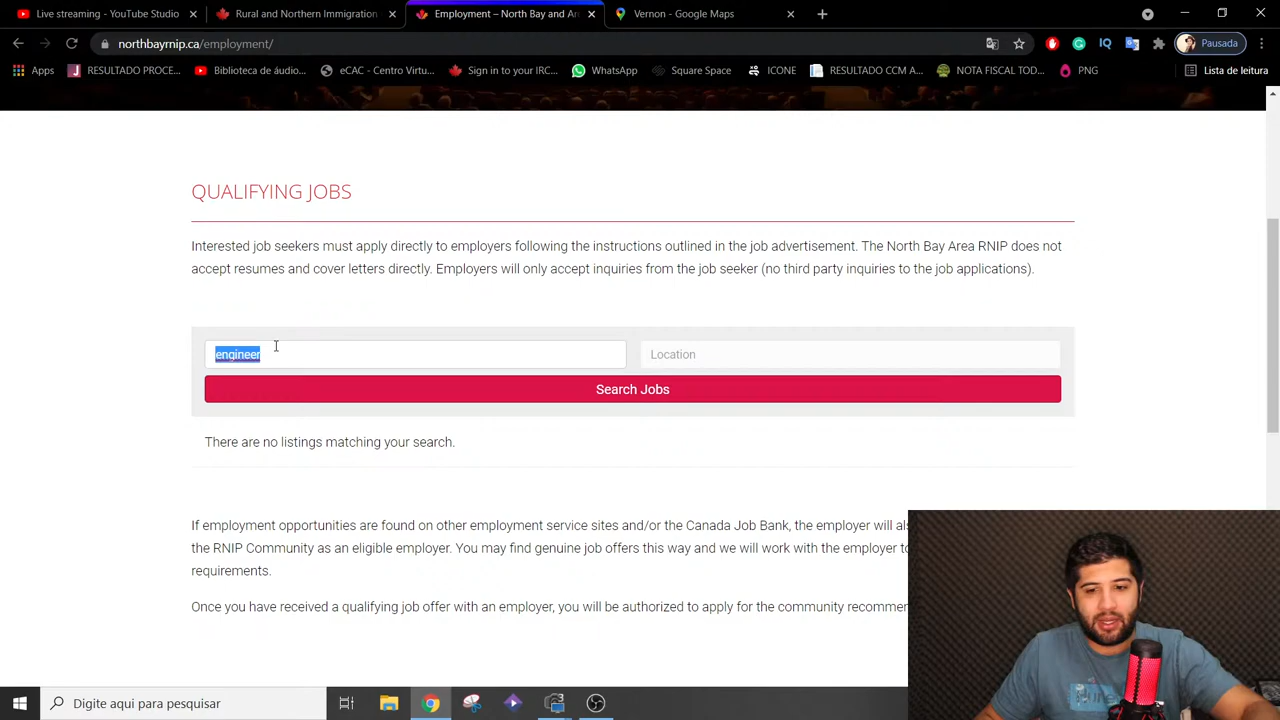 Live streaming - YouTube Studio
Rural and Northern Immigration
Employment – North Bay and Are
Vernon - Google Maps
northbayrnip.ca/employment/
Pausada
Apps
RESULTADO PROCE...
Biblioteca de áudio...
eCAC - Centro Virtu...
Sign in to your IRC...
WhatsApp
Square Space
ICONE
RESULTADO CCM A...
NOTA FISCAL TOD...
PNG
Lista de leitura
QUALIFYING JOBS
Interested job seekers must apply directly to employers following the instructions outlined in the job advertisement. The North Bay Area RNIP does not
accept resumes and cover letters directly. Employers will only accept inquiries from the job seeker (no third party inquiries to the job applications).
engineer
Location
Search Jobs
There are no listings matching your search.
If employment opportunities are found on other employment service sites and/or the Canada Job Bank, the employer will als
the RNIP Community as an eligible employer. You may find genuine job offers this way and we will work with the employer to
requirements.
Once you have received a qualifying job offer with an employer, you will be authorized to apply for the community recomme
Digite aqui para pesquisar